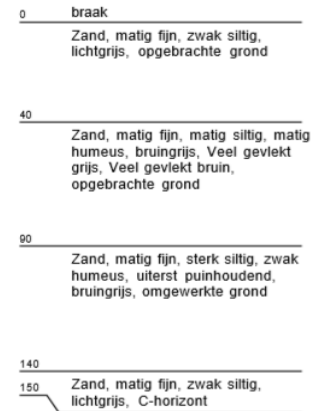 0 braak
Zand, matig fijn, zwak siltig,
lichtgrijs, opgebrachte grond
40
Zand, matig fijn, matig siltig, matig
humeus, bruingrijs, Veel gevlekt
grijs, Veel gevlekt bruin,
opgebrachte grond
90
Zand, matig fijn, sterk siltig, zwak
humeus, uiterst puinhoudend,
bruingrijs, omgewerkte grond
140
150 Zand, matig fijn, zwak siltig,
lichtgrijs, C-horizont